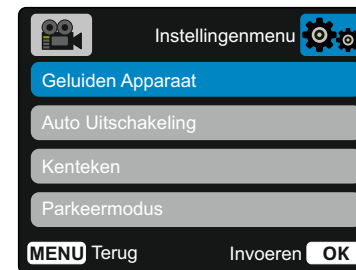 Instellingenmenu
Geluiden Apparaat
Auto Uitschakeling
Kenteken
Parkeermodus
MENU Terug Invoeren OK